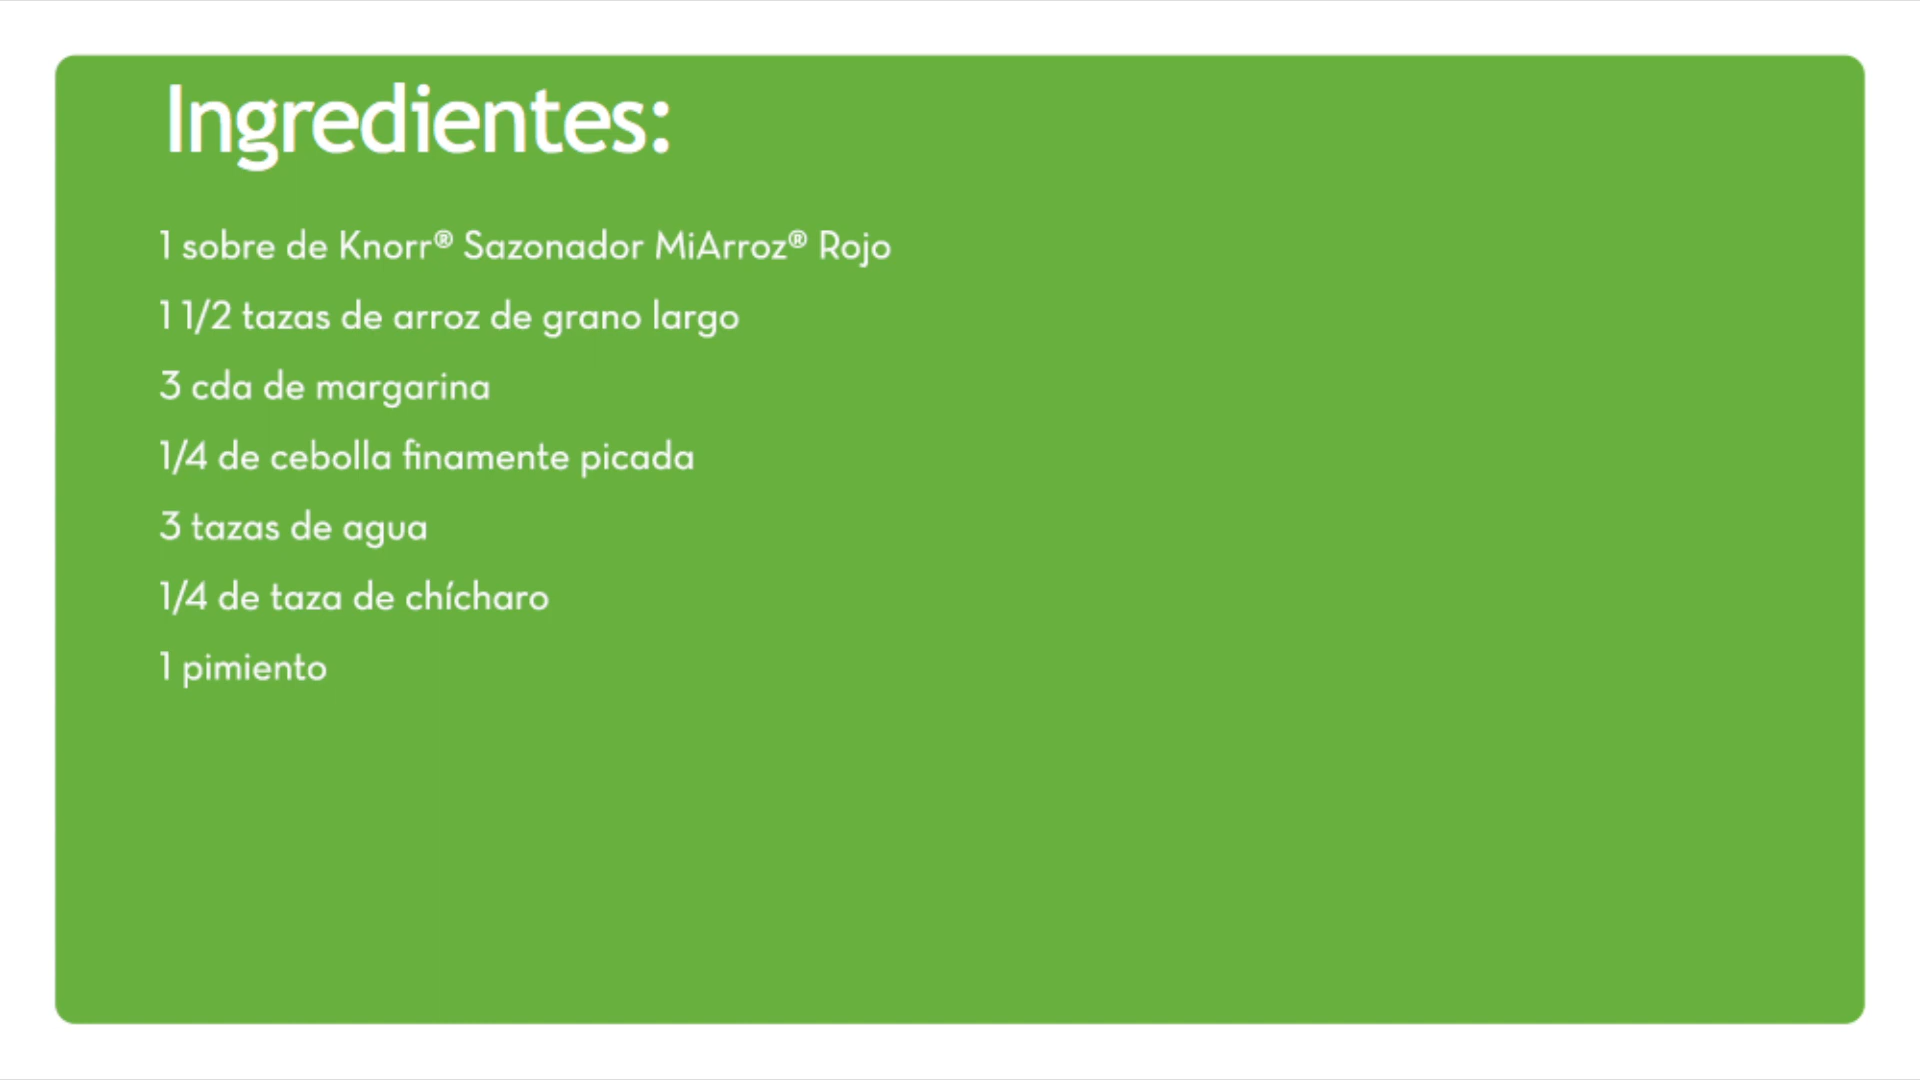 Ingredientes:
1 sobre de Knorr® Sazonador MiArroz® Rojo
1 1/2 tazas de arroz de grano largo
3 cda de margarina
1/4 de cebolla finamente picada
3 tazas de agua
1/4 de taza de chícharo
1 pimiento